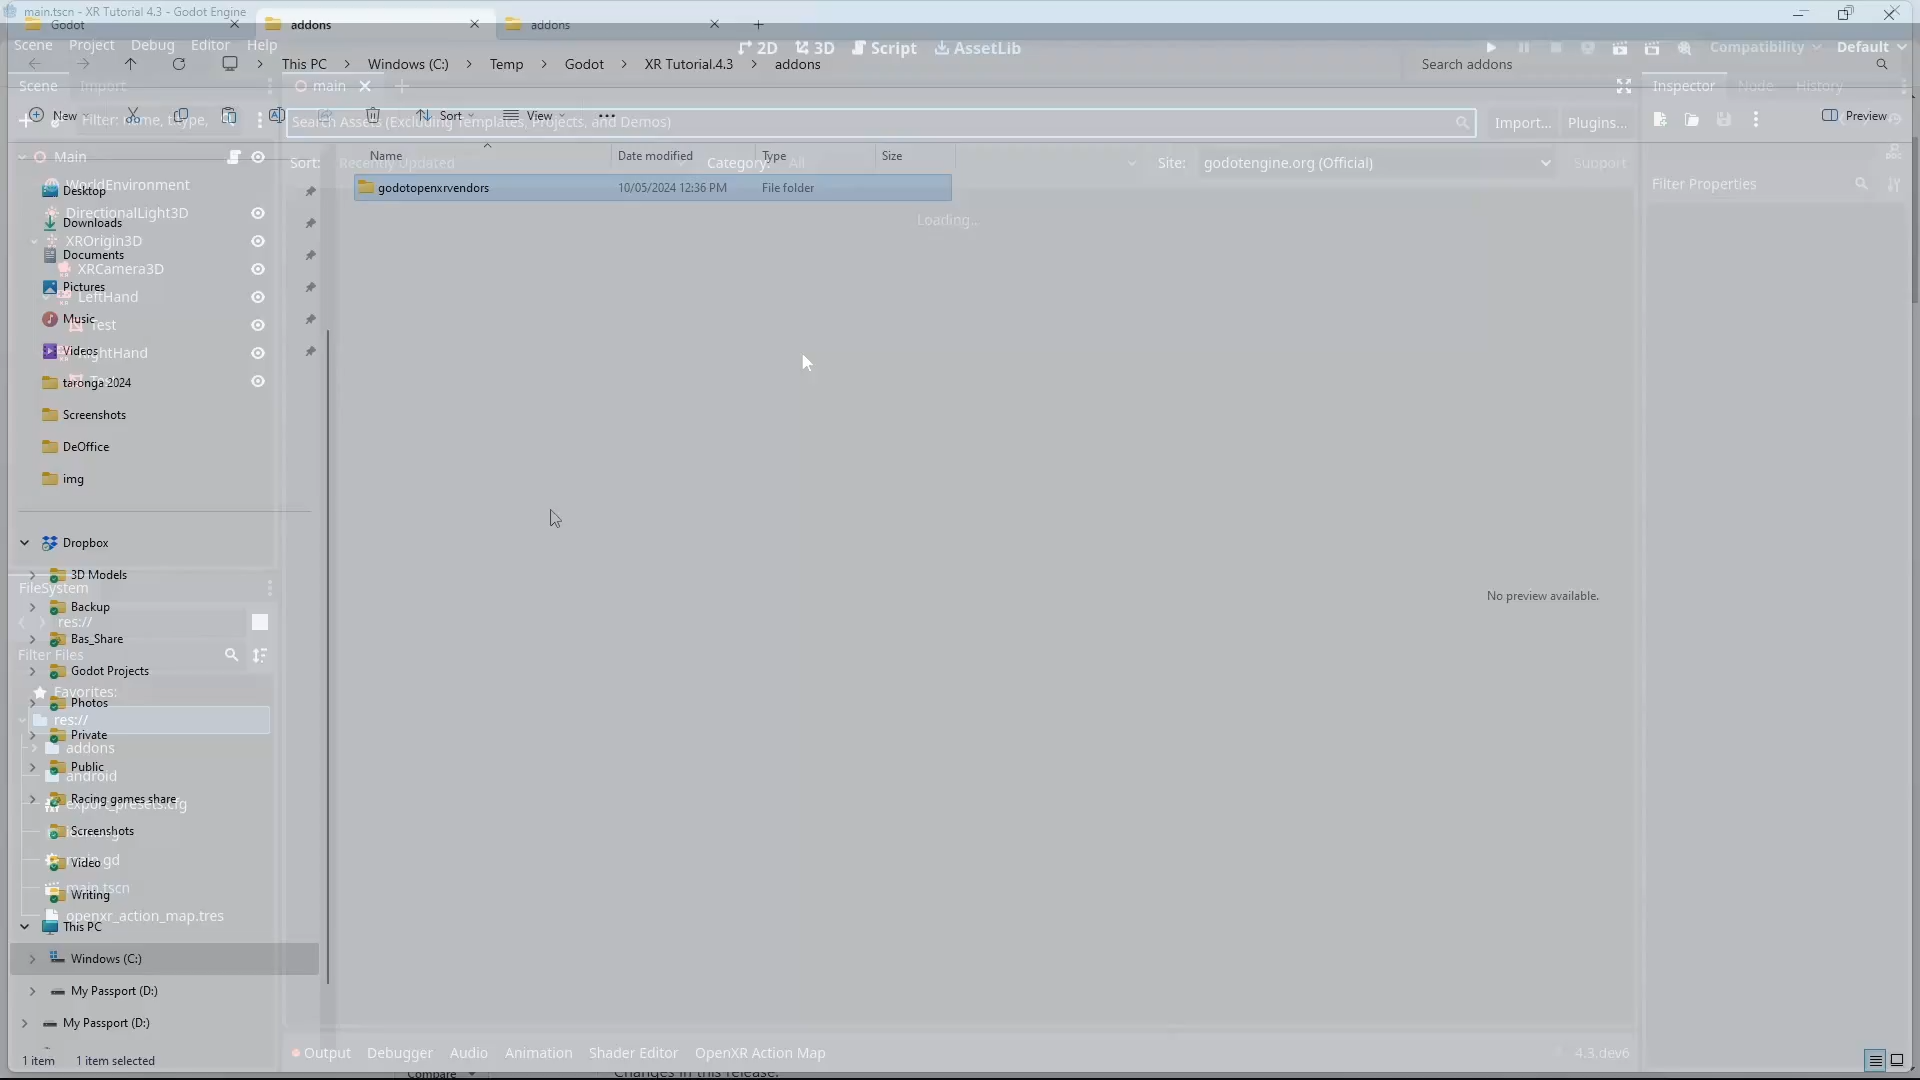 main.tscn - XR Tutorial 4.3 - Godot Engine
Godot
addons
addons
Scene Project Debug Editor Help
2D 3D Script AssetLib
Compatibility Default
This PC > Windows (C:) > Temp > Godot > XR Tutorial.4.3 > addons
Search addons
Scene Import
main
Inspector Node History
New
Filter: name, t:type,
Sort
View
Search Assets (Excluding Templates, Projects, and Demos)
Import... Plugins...
Preview
Name Date modified Type Size
Sort: Recently Updated Category: All Site: godotengine.org (Official) Support
Main
godotopenxrvendors 10/05/2024 12:36 PM File folder
Filter Properties
WorldEnvironment
Desktop
DirectionalLight3D
Downloads
Loading...
XROrigin3D
Documents
XRCamera3D
Pictures
LeftHand
Music
Test
Videos
RightHand
taronga 2024
Screenshots
DeOffice
img
Dropbox
3D Models
FileSystem
No preview available.
Backup
res://
Bas_Share
Filter Files
Godot Projects
Favorites:
Photos
res://
Private
addons
Public
android
Racing games share
export_presets.cfg
Screenshots
Video
main.gd
main.tscn
Writing
openxr_action_map.tres
This PC
Windows (C:)
My Passport (D:)
My Passport (D:)
Output Debugger Audio Animation Shader Editor OpenXR Action Map 4.3.dev6
1 item 1 item selected
Compare
Changes in this release: